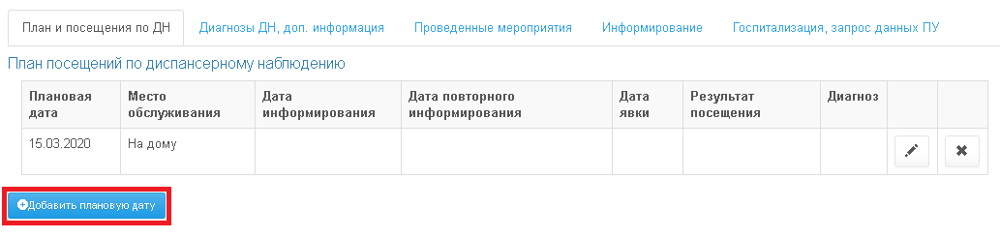 План и посещения по ДН Диагнозы ДН, доп. информация Проведенные мероприятия Информирование Госпитализация, запрос данных ПУ
План посещений по диспансерному наблюдению
Плановая дата Место обслуживания Дата информирования Дата повторного информирования Дата явки Результат посещения Диагноз
15.03.2020 На дому
Добавить плановую дату